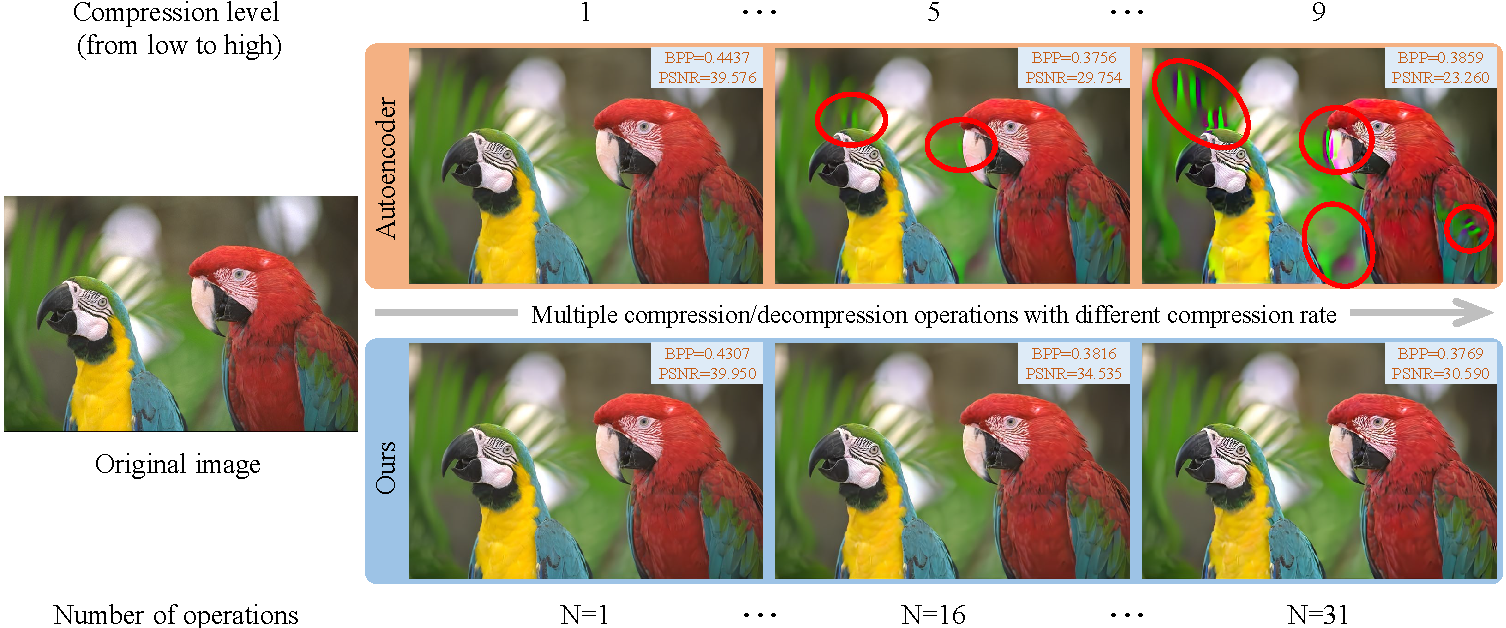 Compression level
(from low to high)
1 ... 5 ... 9
Autoencoder
BPP=0.4437
PSNR=39.576
BPP=0.3756
PSNR=29.754
BPP=0.3859
PSNR=23.260
Multiple compression/decompression operations with different compression rate
Original image
Ours
BPP=0.4307
PSNR=39.950
BPP=0.3816
PSNR=34.535
BPP=0.3769
PSNR=30.590
Number of operations
N=1 ... N=16 ... N=31